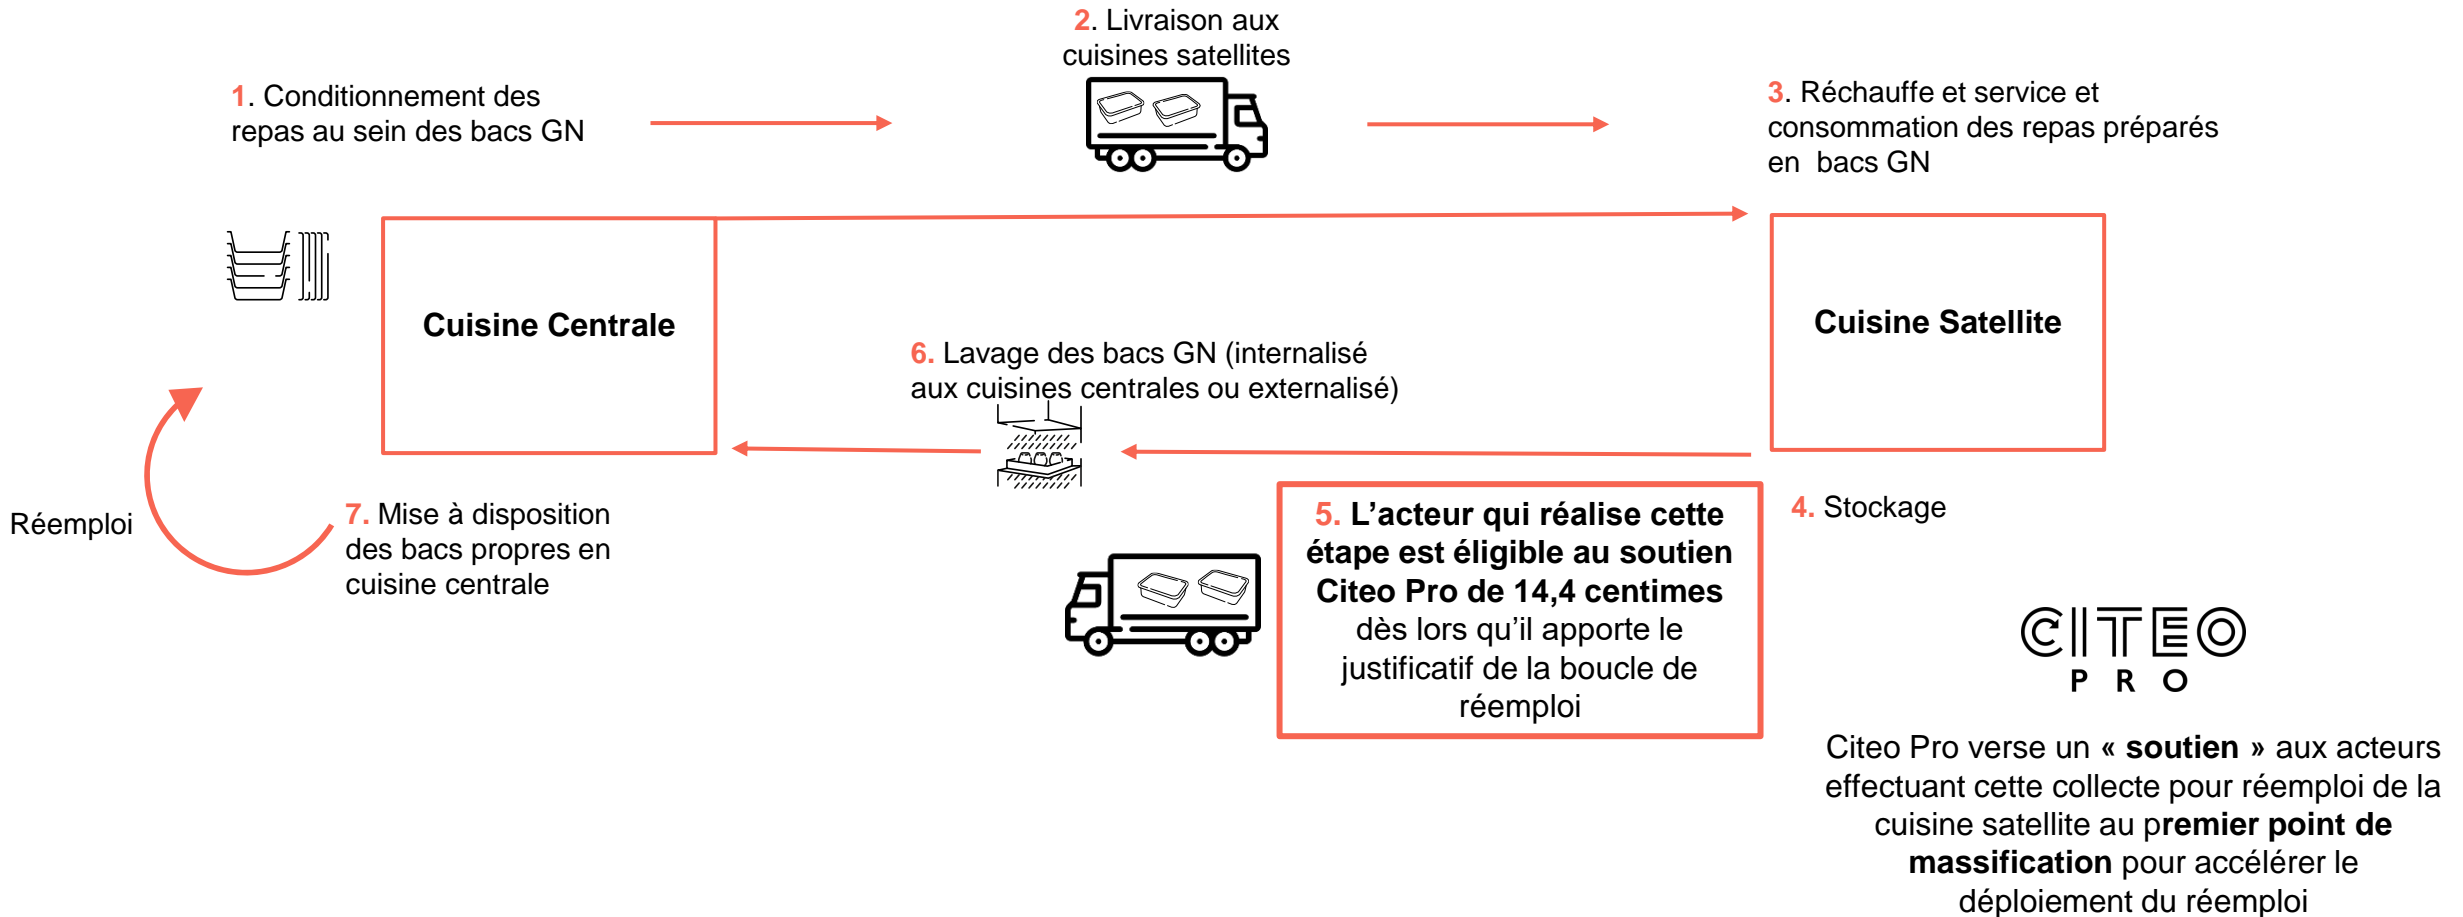 2. Livraison aux
cuisines satellites
1. Conditionnement des
repas au sein des bacs GN
3. Réchauffe et service et
consommation des repas préparés
en  bacs GN
Cuisine Centrale
Cuisine Satellite
6. Lavage des bacs GN (internalisé
aux cuisines centrales ou externalisé)
5. L’acteur qui réalise cette
étape est éligible au soutien
Citeo Pro de 14,4 centimes
dès lors qu’il apporte le
justificatif de la boucle de
réemploi
4. Stockage
Réemploi
7. Mise à disposition
des bacs propres en
cuisine centrale
CITEO
PRO
Citeo Pro verse un « soutien » aux acteurs
effectuant cette collecte pour réemploi de la
cuisine satellite au premier point de
massification pour accélérer le
déploiement du réemploi